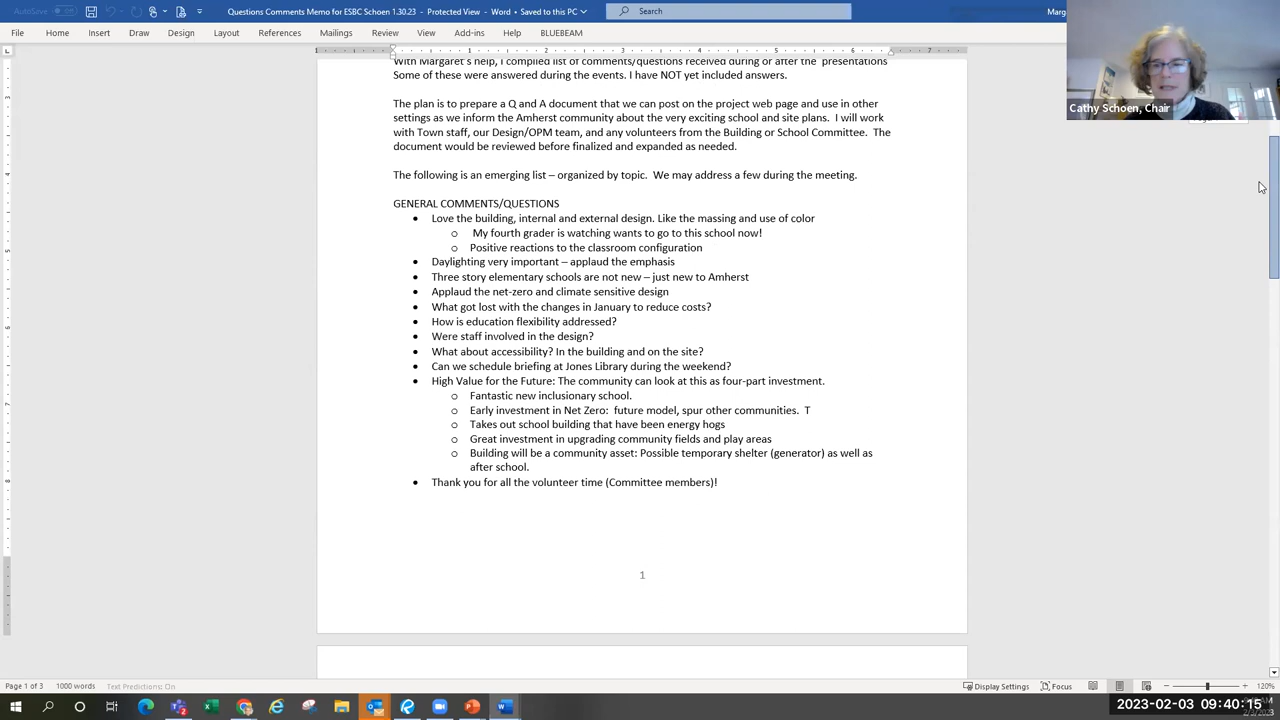 AutoSave
Off
Questions Comments Memo for ESBC Schoen 1.30.23 - Protected View - Word • Saved to this PC
Search
Marg
File Home Insert Draw Design Layout References Mailings Review View Add-ins Help BLUEBEAM
With Margaret's help, I compiled list of comments/questions received during or after the presentations
Some of these were answered during the events. I have NOT yet included answers.
The plan is to prepare a Q and A document that we can post on the project web page and use in other
settings as we inform the Amherst community about the very exciting school and site plans. I will work
with Town staff, our Design/OPM team, and any volunteers from the Building or School Committee. The
document would be reviewed before finalized and expanded as needed.
The following is an emerging list – organized by topic. We may address a few during the meeting.
GENERAL COMMENTS/QUESTIONS
• Love the building, internal and external design. Like the massing and use of color
o My fourth grader is watching wants to go to this school now!
o Positive reactions to the classroom configuration
• Daylighting very important – applaud the emphasis
• Three story elementary schools are not new – just new to Amherst
• Applaud the net-zero and climate sensitive design
• What got lost with the changes in January to reduce costs?
• How is education flexibility addressed?
• Were staff involved in the design?
• What about accessibility? In the building and on the site?
• Can we schedule briefing at Jones Library during the weekend?
• High Value for the Future: The community can look at this as four-part investment.
o Fantastic new inclusionary school.
o Early investment in Net Zero: future model, spur other communities. T
o Takes out school building that have been energy hogs
o Great investment in upgrading community fields and play areas
o Building will be a community asset: Possible temporary shelter (generator) as well as
after school.
• Thank you for all the volunteer time (Committee members)!
1
Cathy Schoen, Chair
Page 1 of 3 1000 words Text Predictions: On
Display Settings Focus 120%
2023-02-03 09:40:15